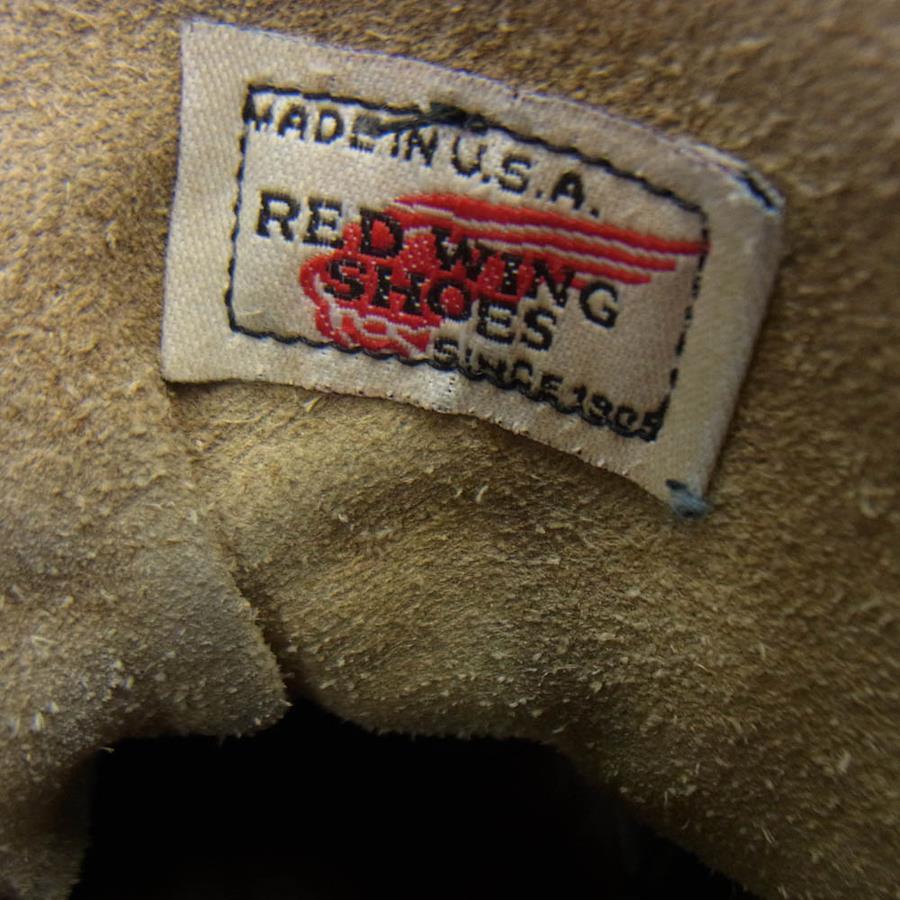 MADE IN U.S.A.
RED WING
SHOES
SINCE 1905